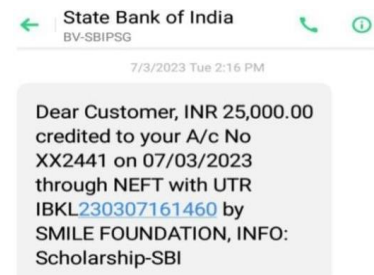 State Bank of India
BV-SBIPSG
7/3/2023 Tue 2:16 PM
Dear Customer, INR 25,000.00
credited to your A/c No
XX2441 on 07/03/2023
through NEFT with UTR
IBKL230307161460 by
SMILE FOUNDATION, INFO:
Scholarship-SBI